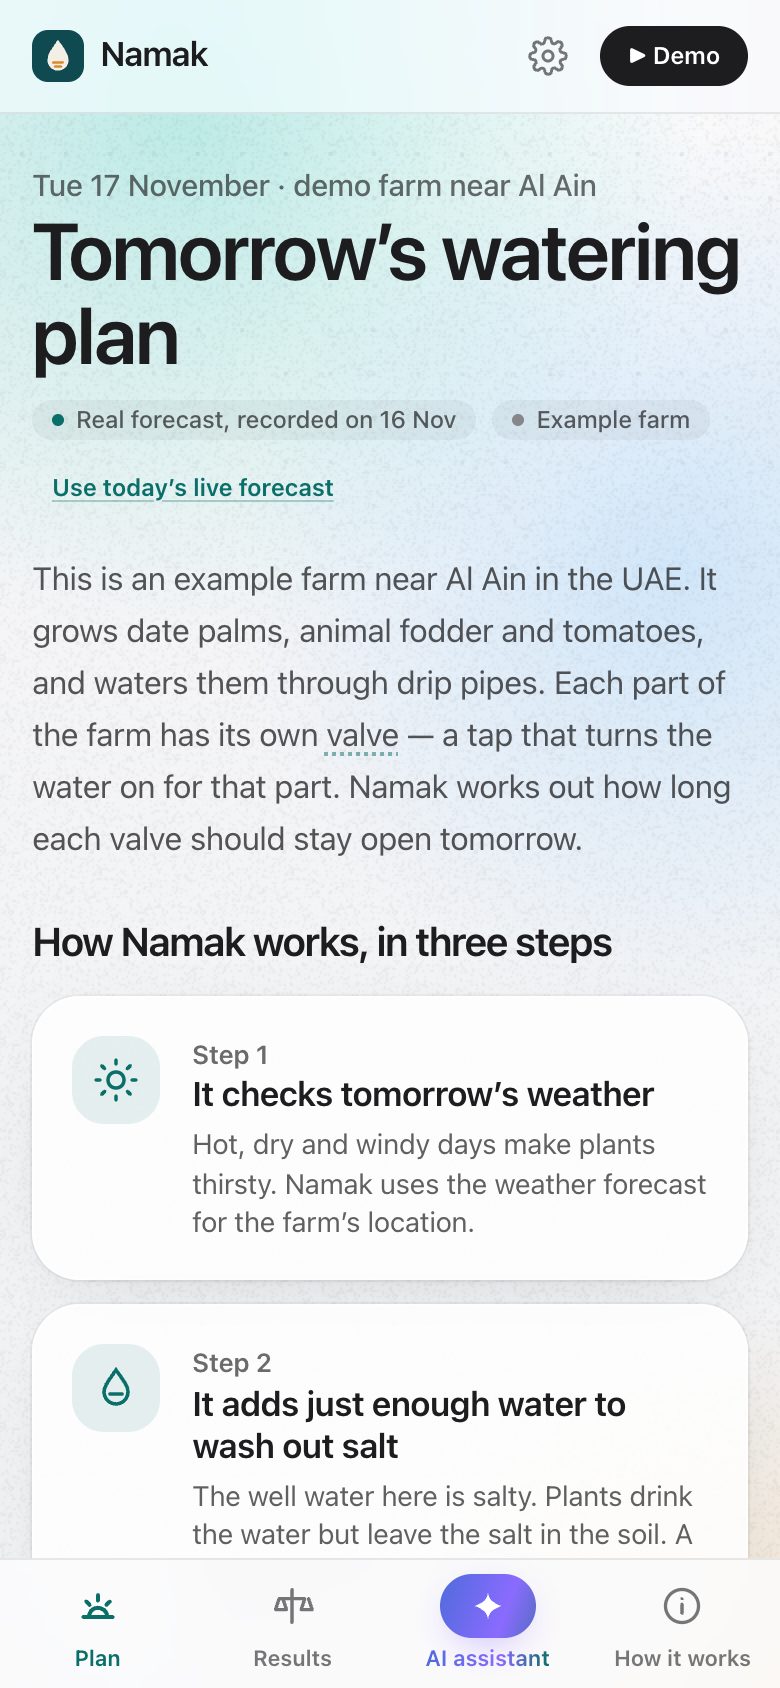 Namak
Demo
Tue 17 November · demo farm near Al Ain
Tomorrow’s watering
plan
Real forecast, recorded on 16 Nov
Example farm
Use today’s live forecast
This is an example farm near Al Ain in the UAE. It
grows date palms, animal fodder and tomatoes,
and waters them through drip pipes. Each part of
the farm has its own valve — a tap that turns the
water on for that part. Namak works out how long
each valve should stay open tomorrow.
How Namak works, in three steps
Step 1
It checks tomorrow’s weather
Hot, dry and windy days make plants
thirsty. Namak uses the weather forecast
for the farm’s location.
Step 2
It adds just enough water to
wash out salt
The well water here is salty. Plants drink
the water but leave the salt in the soil. A
Plan
Results
AI assistant
How it works